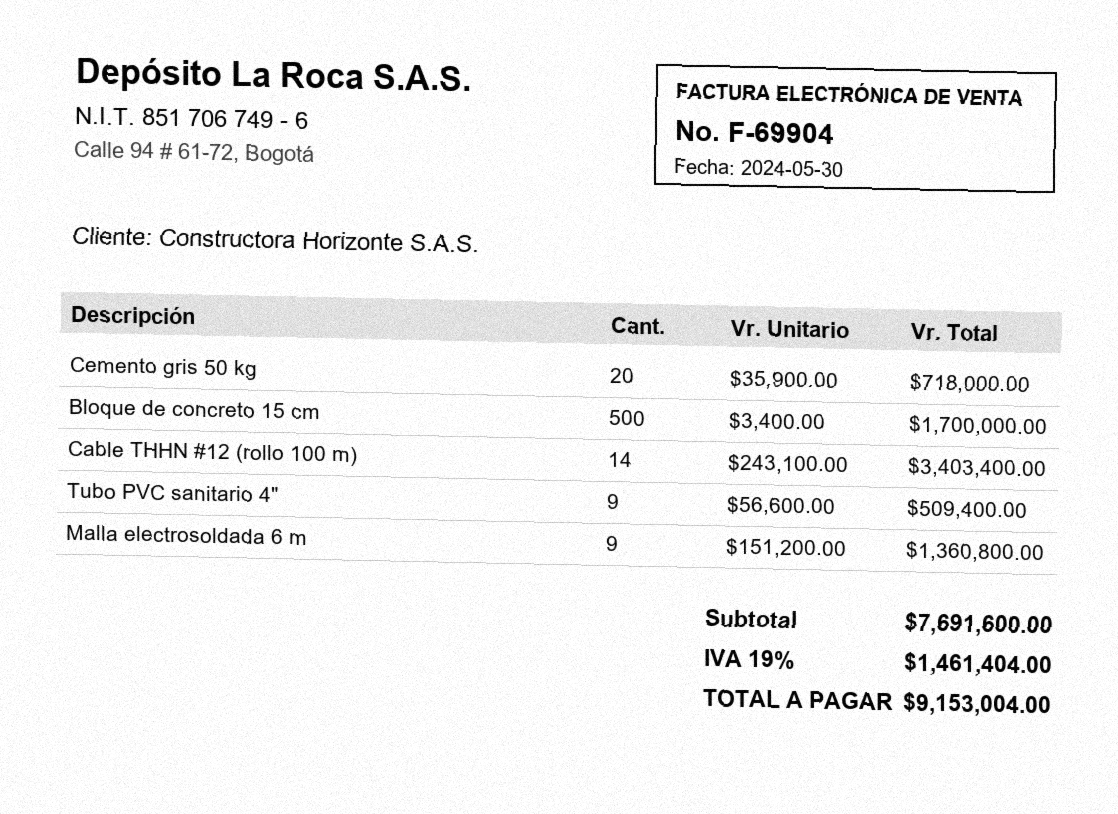 Depósito La Roca S.A.S.
N.I.T. 851 706 749 - 6
Calle 94 # 61-72, Bogotá
FACTURA ELECTRÓNICA DE VENTA
No. F-69904
Fecha: 2024-05-30
Cliente: Constructora Horizonte S.A.S.
Descripción Cant. Vr. Unitario Vr. Total
Cemento gris 50 kg 20 $35,900.00 $718,000.00
Bloque de concreto 15 cm 500 $3,400.00 $1,700,000.00
Cable THHN #12 (rollo 100 m) 14 $243,100.00 $3,403,400.00
Tubo PVC sanitario 4" 9 $56,600.00 $509,400.00
Malla electrosoldada 6 m 9 $151,200.00 $1,360,800.00
Subtotal $7,691,600.00
IVA 19% $1,461,404.00
TOTAL A PAGAR $9,153,004.00